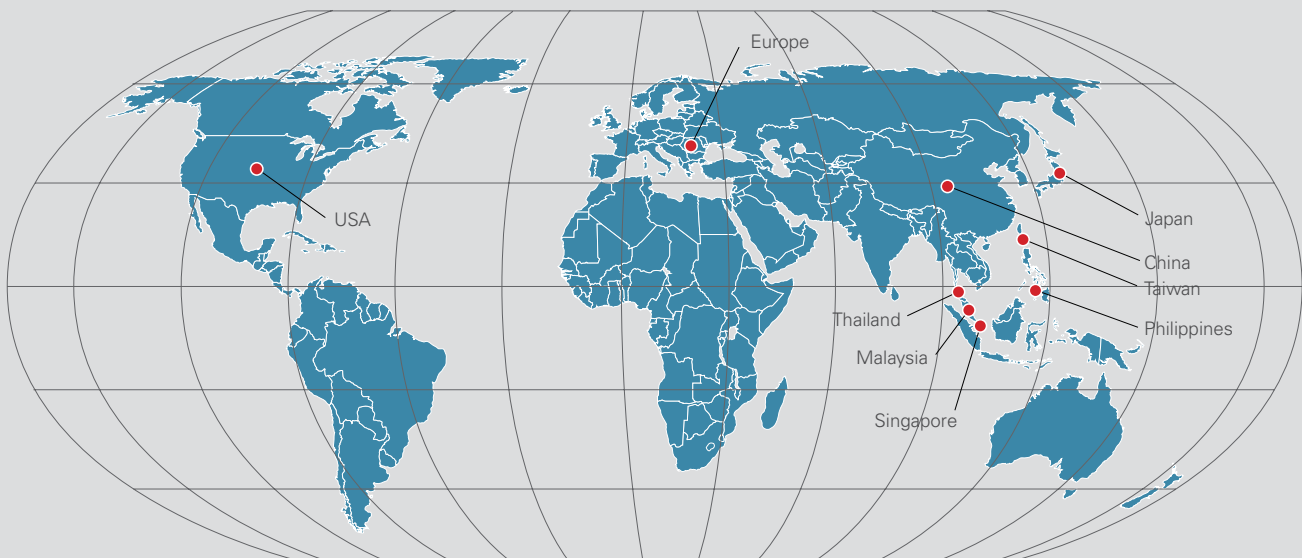 Europe
USA
Japan
China
Taiwan
Thailand
Philippines
Malaysia
Singapore